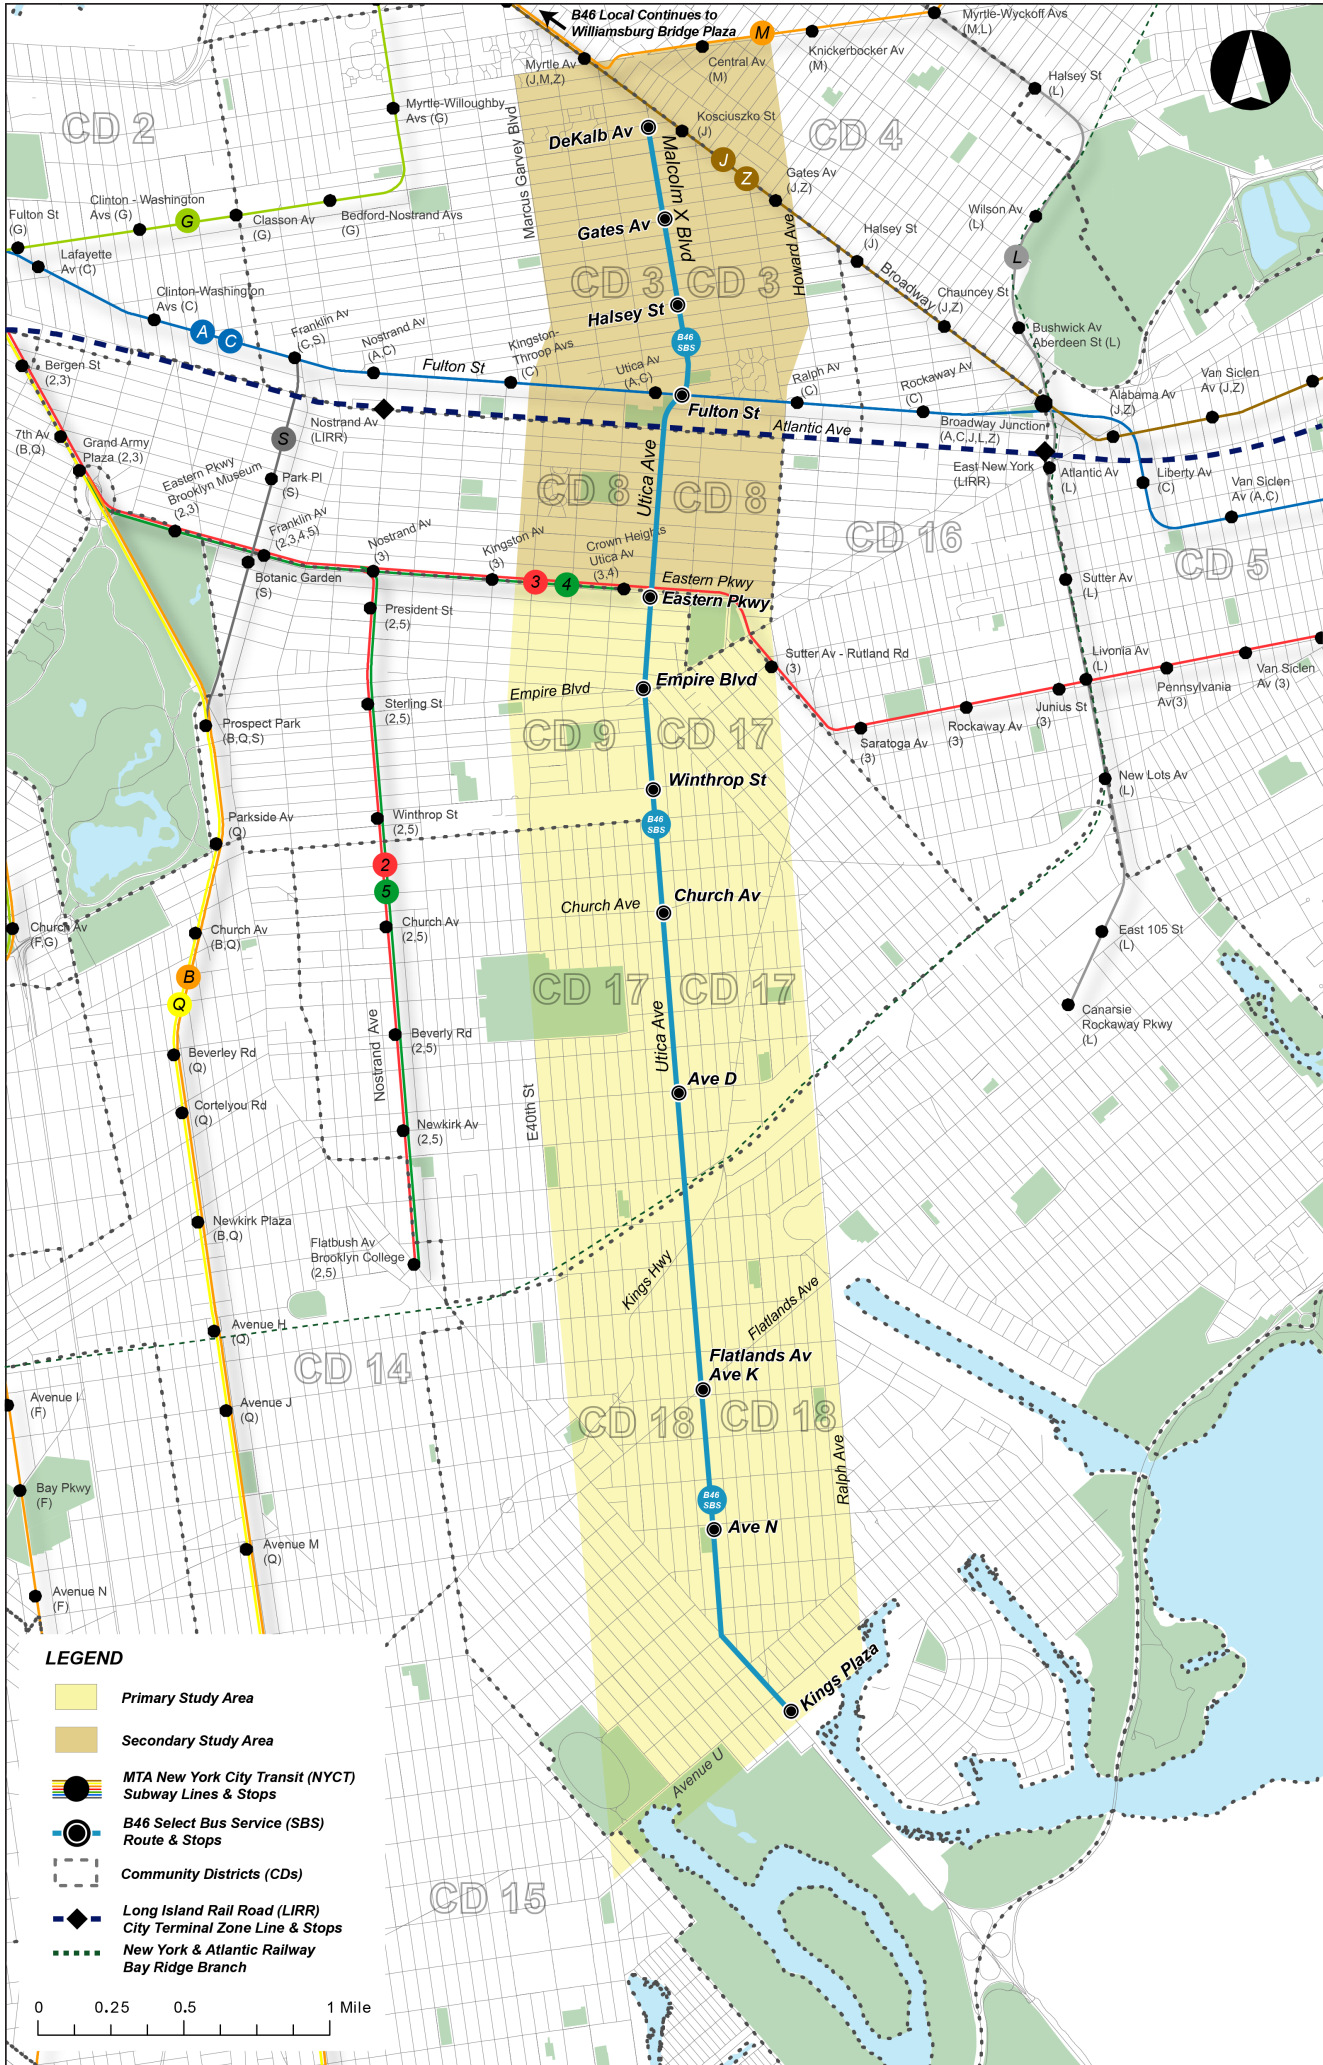 B46 Local Continues to
Williamsburg Bridge Plaza
M
Myrtle-Wyckoff Avs
(M,L)
Knickerbocker Av
(M)
Central Av
(M)
Myrtle Av
(J,M,Z)
Halsey St
(L)
Myrtle-Willoughby
Avs (G)
CD 2
Marcus Garvey Blvd
DeKalb Av
Malcolm X Blvd
Kosciuszko St
(J)
CD 4
J
Z
Gates Av
(J,Z)
Clinton - Washington
Avs (G)
G
Classon Av
(G)
Bedford-Nostrand Avs
(G)
Fulton St
(G)
Lafayette
Av (C)
Gates Av
Howard Ave
Halsey St
(J)
Wilson Av
(L)
L
Broadway
CD 3
CD 3
Clinton-Washington
Avs (C)
A
C
Franklin Av
(C,S)
Nostrand Av
(A,C)
Fulton St
Kingston-
Throop Avs
(C)
Halsey St
B46
SBS
Chauncey St
(J,Z)
Bushwick Av
Aberdeen St (L)
Utica Av
(A,C)
Fulton St
Ralph Av
(C)
Rockaway Av
(C)
Broadway Junction
(A,C,J,L,Z)
Alabama Av
(J,Z)
Van Siclen
Av (J,Z)
Bergen St
(2,3)
7th Av
(B,Q)
Grand Army
Plaza (2,3)
Nostrand Av
(LIRR)
S
Atlantic Ave
East New York
(LIRR)
Atlantic Av
(L)
Liberty Av
(C)
Van Siclen
Av (A,C)
Eastern Pkwy
Brooklyn Museum
(2,3)
Park Pl
(S)
Utica Ave
CD 8
CD 8
CD 16
CD 5
Franklin Av
(2,3,4,5)
Botanic Garden
(S)
Nostrand Av
(3)
Kingston Av
(3)
3
4
Crown Heights
Utica Av
(3,4)
Eastern Pkwy
Eastern Pkwy
Sutter Av
(L)
President St
(2,5)
Sutter Av - Rutland Rd
(3)
Livonia Av
(L)
Van Siclen
Av (3)
Pennsylvania
Av(3)
Junius St
(3)
Rockaway Av
(3)
Saratoga Av
(3)
Empire Blvd
Empire Blvd
Sterling St
(2,5)
Prospect Park
(B,Q,S)
CD 9
CD 17
Winthrop St
New Lots Av
(L)
Parkside Av
(Q)
Winthrop St
(2,5)
B46
SBS
2
5
Church Av
Church Ave
Church Av
(F,G)
Church Av
(B,Q)
Church Av
(2,5)
East 105 St
(L)
B
Q
CD 17
CD 17
Canarsie
Rockaway Pkwy
(L)
Nostrand Ave
Beverly Rd
(2,5)
Utica Ave
Beverley Rd
(Q)
Ave D
Cortelyou Rd
(Q)
E40th St
Newkirk Av
(2,5)
Newkirk Plaza
(B,Q)
Flatbush Av
Brooklyn College
(2,5)
Kings Hwy
Flatlands Ave
Avenue H
(Q)
Flatlands Av
Ave K
CD 14
Avenue I
(F)
Avenue J
(Q)
CD 18
CD 18
Ralph Ave
Bay Pkwy
(F)
B46
SBS
Ave N
Avenue M
(Q)
Avenue N
(F)
Kings Plaza
Avenue U
CD 15
LEGEND
Primary Study Area
Secondary Study Area
MTA New York City Transit (NYCT)
Subway Lines & Stops
B46 Select Bus Service (SBS)
Route & Stops
Community Districts (CDs)
Long Island Rail Road (LIRR)
City Terminal Zone Line & Stops
New York & Atlantic Railway
Bay Ridge Branch
0 0.25 0.5 1 Mile